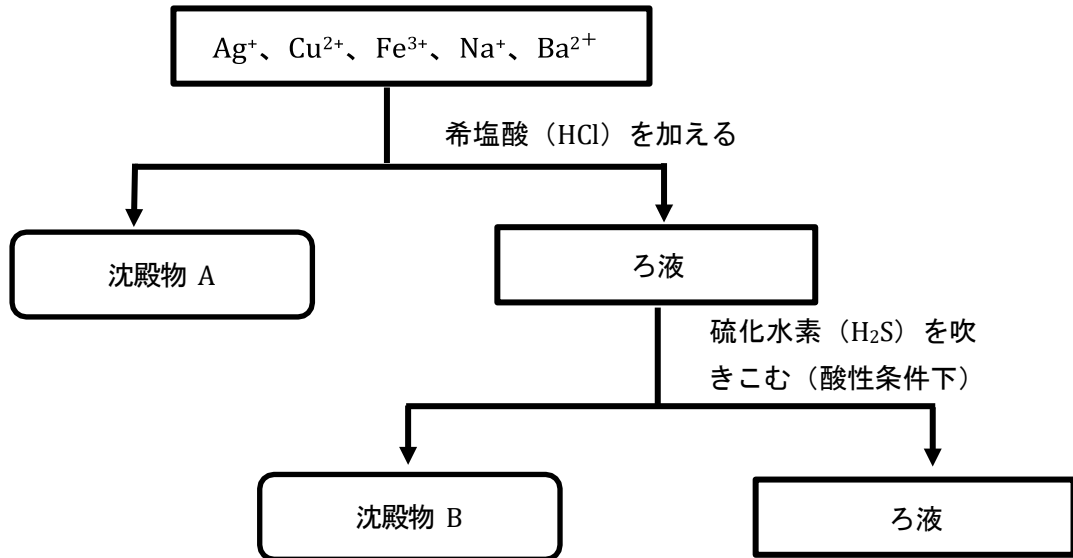 Ag⁺、Cu²⁺、Fe³⁺、Na⁺、Ba²⁺
希塩酸（HCl）を加える
沈殿物 A
ろ液
硫化水素（H₂S）を吹
きこむ（酸性条件下）
沈殿物 B
ろ液